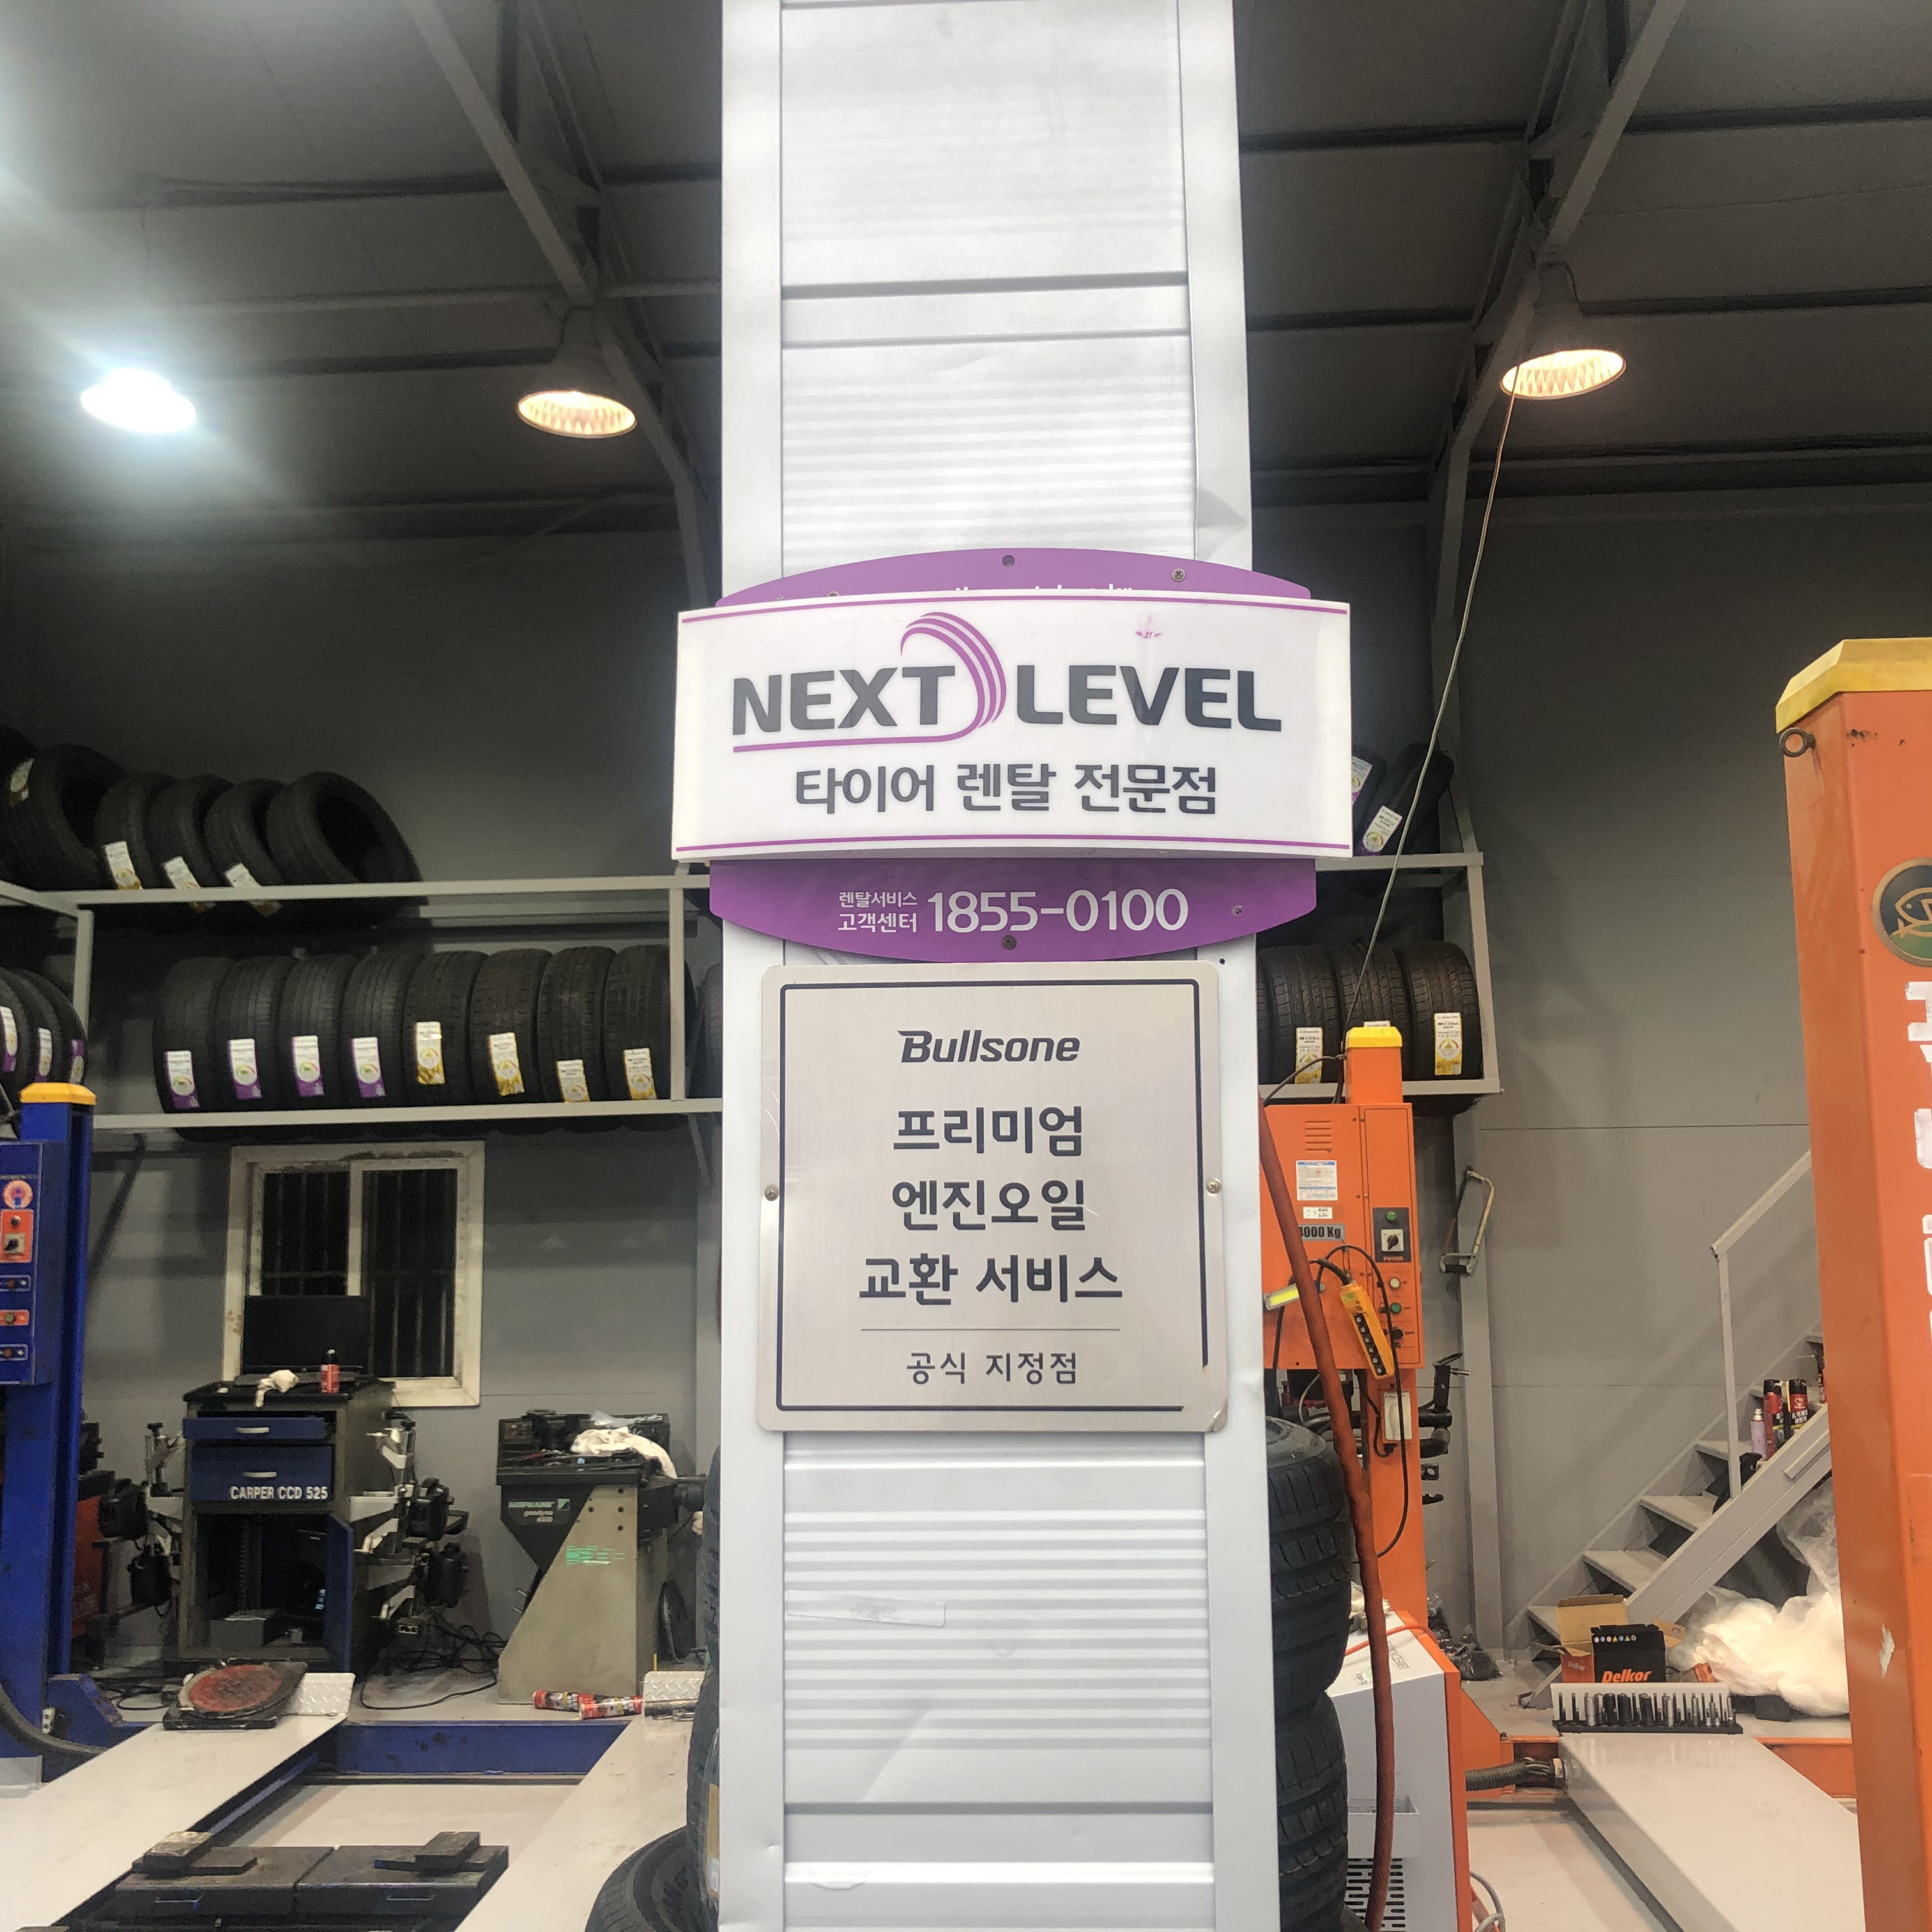 NEXT LEVEL
타이어 렌탈 전문점
렌탈서비스
고객센터 1855-0100
Bullsone
프리미엄
엔진오일
교환 서비스
공식 지정점
CARPER CCD 525
Delkor